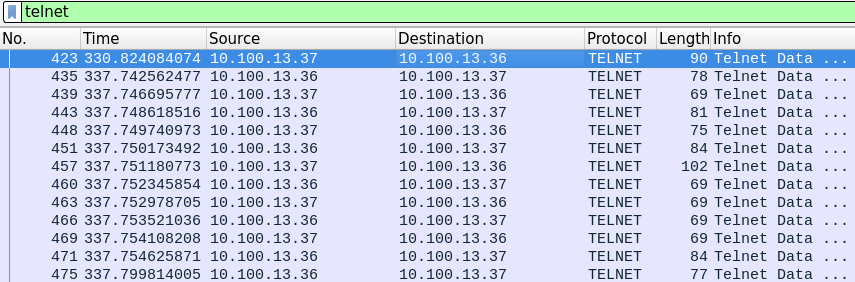 telnet
No. Time Source Destination Protocol Length Info
423 330.824084074 10.100.13.37 10.100.13.36 TELNET 90 Telnet Data ...
435 337.742562477 10.100.13.36 10.100.13.37 TELNET 78 Telnet Data ...
439 337.746695777 10.100.13.37 10.100.13.36 TELNET 69 Telnet Data ...
443 337.748618516 10.100.13.36 10.100.13.37 TELNET 81 Telnet Data ...
448 337.749740973 10.100.13.37 10.100.13.36 TELNET 75 Telnet Data ...
451 337.750173492 10.100.13.36 10.100.13.37 TELNET 84 Telnet Data ...
457 337.751180773 10.100.13.37 10.100.13.36 TELNET 102 Telnet Data ...
460 337.752345854 10.100.13.36 10.100.13.37 TELNET 69 Telnet Data ...
463 337.752978705 10.100.13.37 10.100.13.36 TELNET 69 Telnet Data ...
466 337.753521036 10.100.13.36 10.100.13.37 TELNET 69 Telnet Data ...
469 337.754108208 10.100.13.37 10.100.13.36 TELNET 69 Telnet Data ...
471 337.754625871 10.100.13.36 10.100.13.37 TELNET 84 Telnet Data ...
475 337.799814005 10.100.13.36 10.100.13.37 TELNET 77 Telnet Data ...